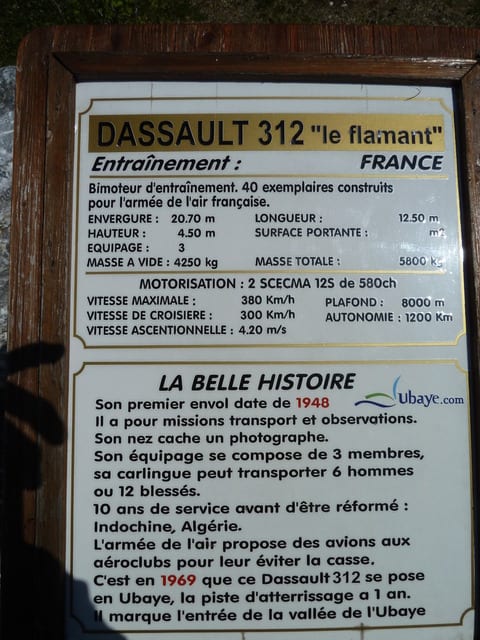 DASSAULT 312 "le flamant"
Entraînement : FRANCE
Bimoteur d'entraînement. 40 exemplaires construits
pour l'armée de l'air française.
ENVERGURE : 20.70 m LONGUEUR : 12.50 m
HAUTEUR : 4.50 m SURFACE PORTANTE : m²
EQUIPAGE : 3
MASSE A VIDE : 4250 kg MASSE TOTALE : 5800 kg
MOTORISATION : 2 SCECMA 12S de 580ch
VITESSE MAXIMALE : 380 Km/h PLAFOND : 8000 m
VITESSE DE CROISIERE : 300 Km/h AUTONOMIE : 1200 Km
VITESSE ASCENTIONNELLE : 4.20 m/s
LA BELLE HISTOIRE
Son premier envol date de 1948
Ubaye.com
Il a pour missions transport et observations.
Son nez cache un photographe.
Son équipage se compose de 3 membres,
sa carlingue peut transporter 6 hommes
ou 12 blessés.
10 ans de service avant d'être réformé :
Indochine, Algérie.
L'armée de l'air propose des avions aux
aéroclubs pour leur éviter la casse.
C'est en 1969 que ce Dassault 312 se pose
en Ubaye, la piste d'atterrissage a 1 an.
Il marque l'entrée de la vallée de l'Ubaye